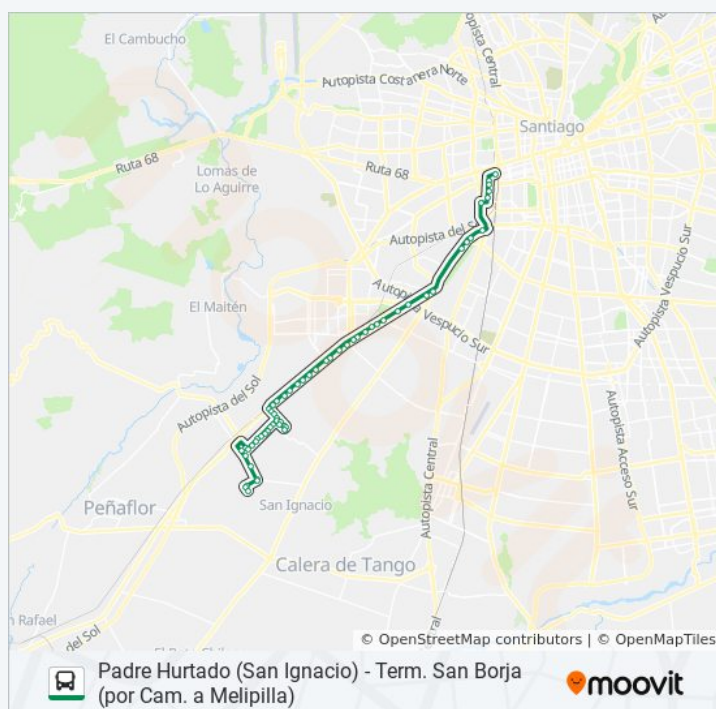 El Cambucho
Autopista Central
Autopista Costanera Norte
Santiago
Ruta 68
Ruta 68
Lomas de
Lo Aguirre
Autopista del S
El Maitén
Autopista Vespucio Sur
Autopista Vespucio Sur
Autopista del Sol
Autopista Central
Autopista Acceso Sur
Peñaflor
San Ignacio
Calera de Tango
n Rafael
del Sol
entral
© OpenStreetMap contributors | © OpenMapTiles
Padre Hurtado (San Ignacio) - Term. San Borja
(por Cam. a Melipilla)
moovit